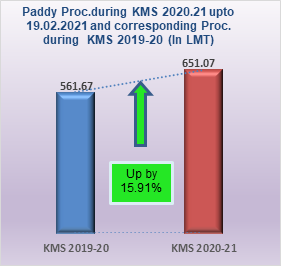 Paddy Proc.during KMS 2020.21 upto
19.02.2021 and corresponding Proc.
during KMS 2019-20 (In LMT)
651.07
561.67
Up by
15.91%
KMS 2019-20 KMS 2020-21